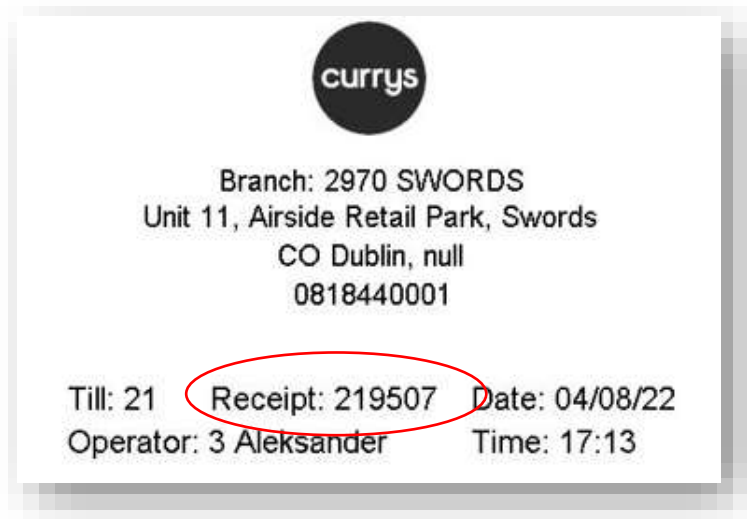 currys
Branch: 2970 SWORDS
Unit 11, Airside Retail Park, Swords
CO Dublin, null
0818440001
Till: 21 Receipt: 219507 Date: 04/08/22
Operator: 3 Aleksander Time: 17:13